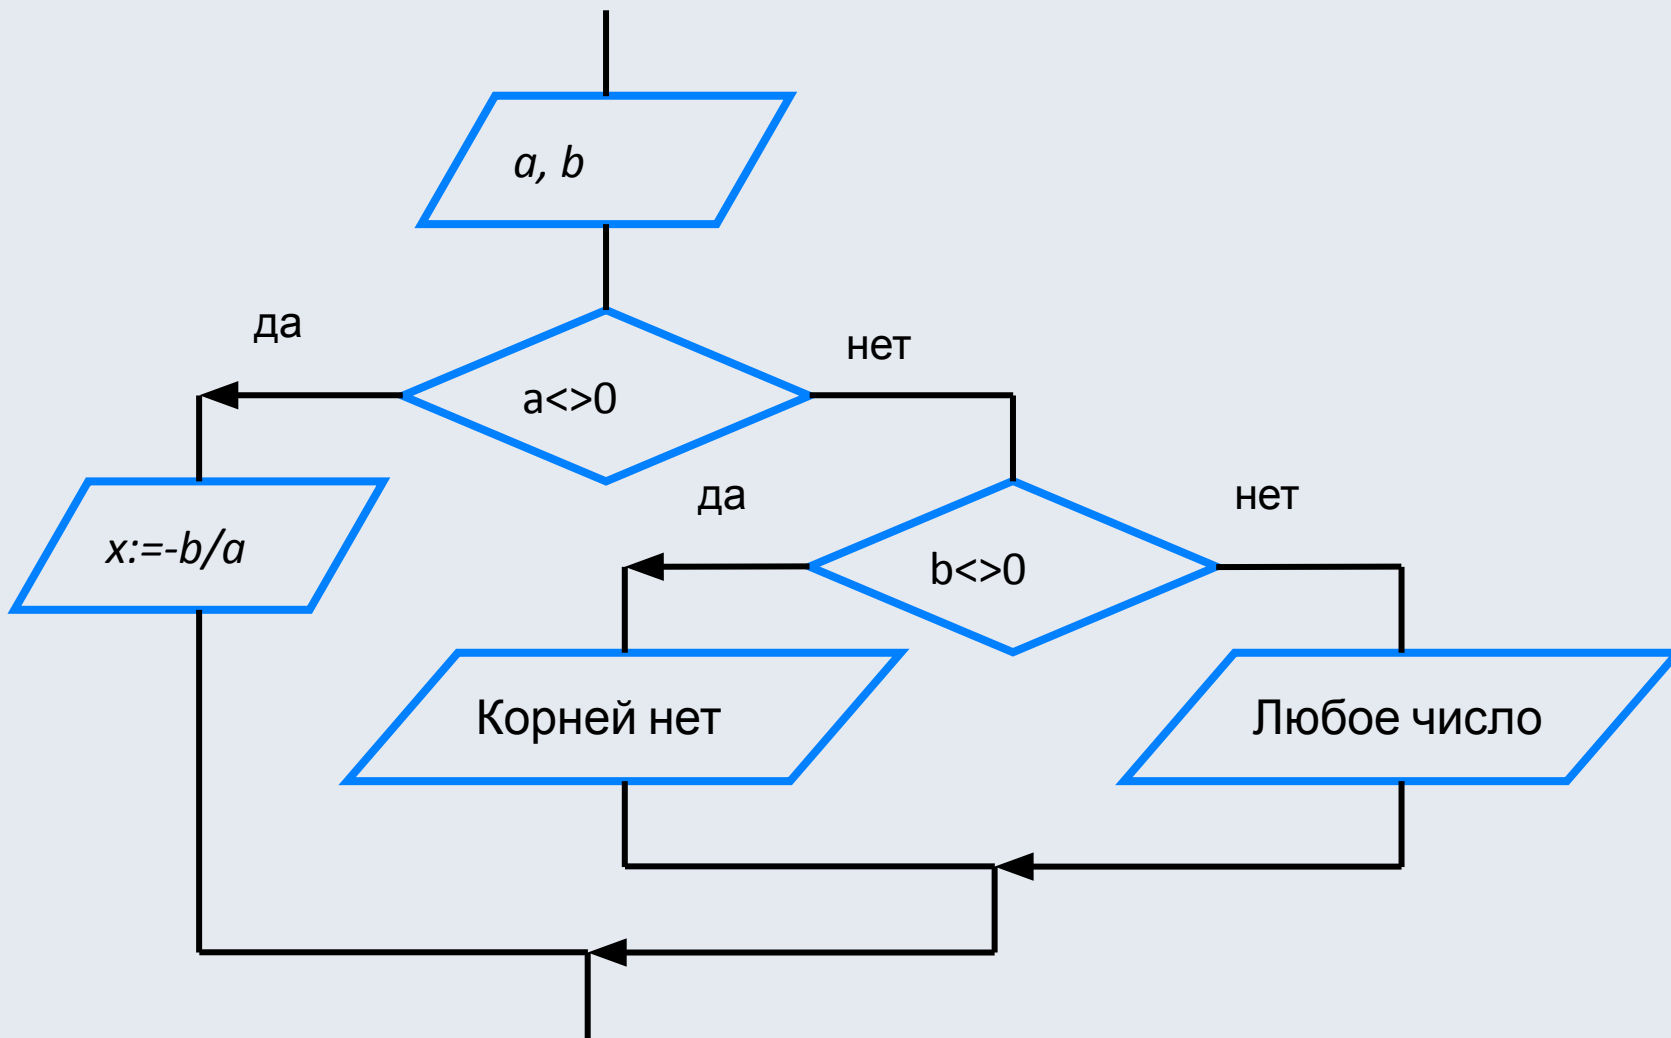 a, b
да
нет
a<>0
да
нет
x:=-b/a
b<>0
Корней нет
Любое число